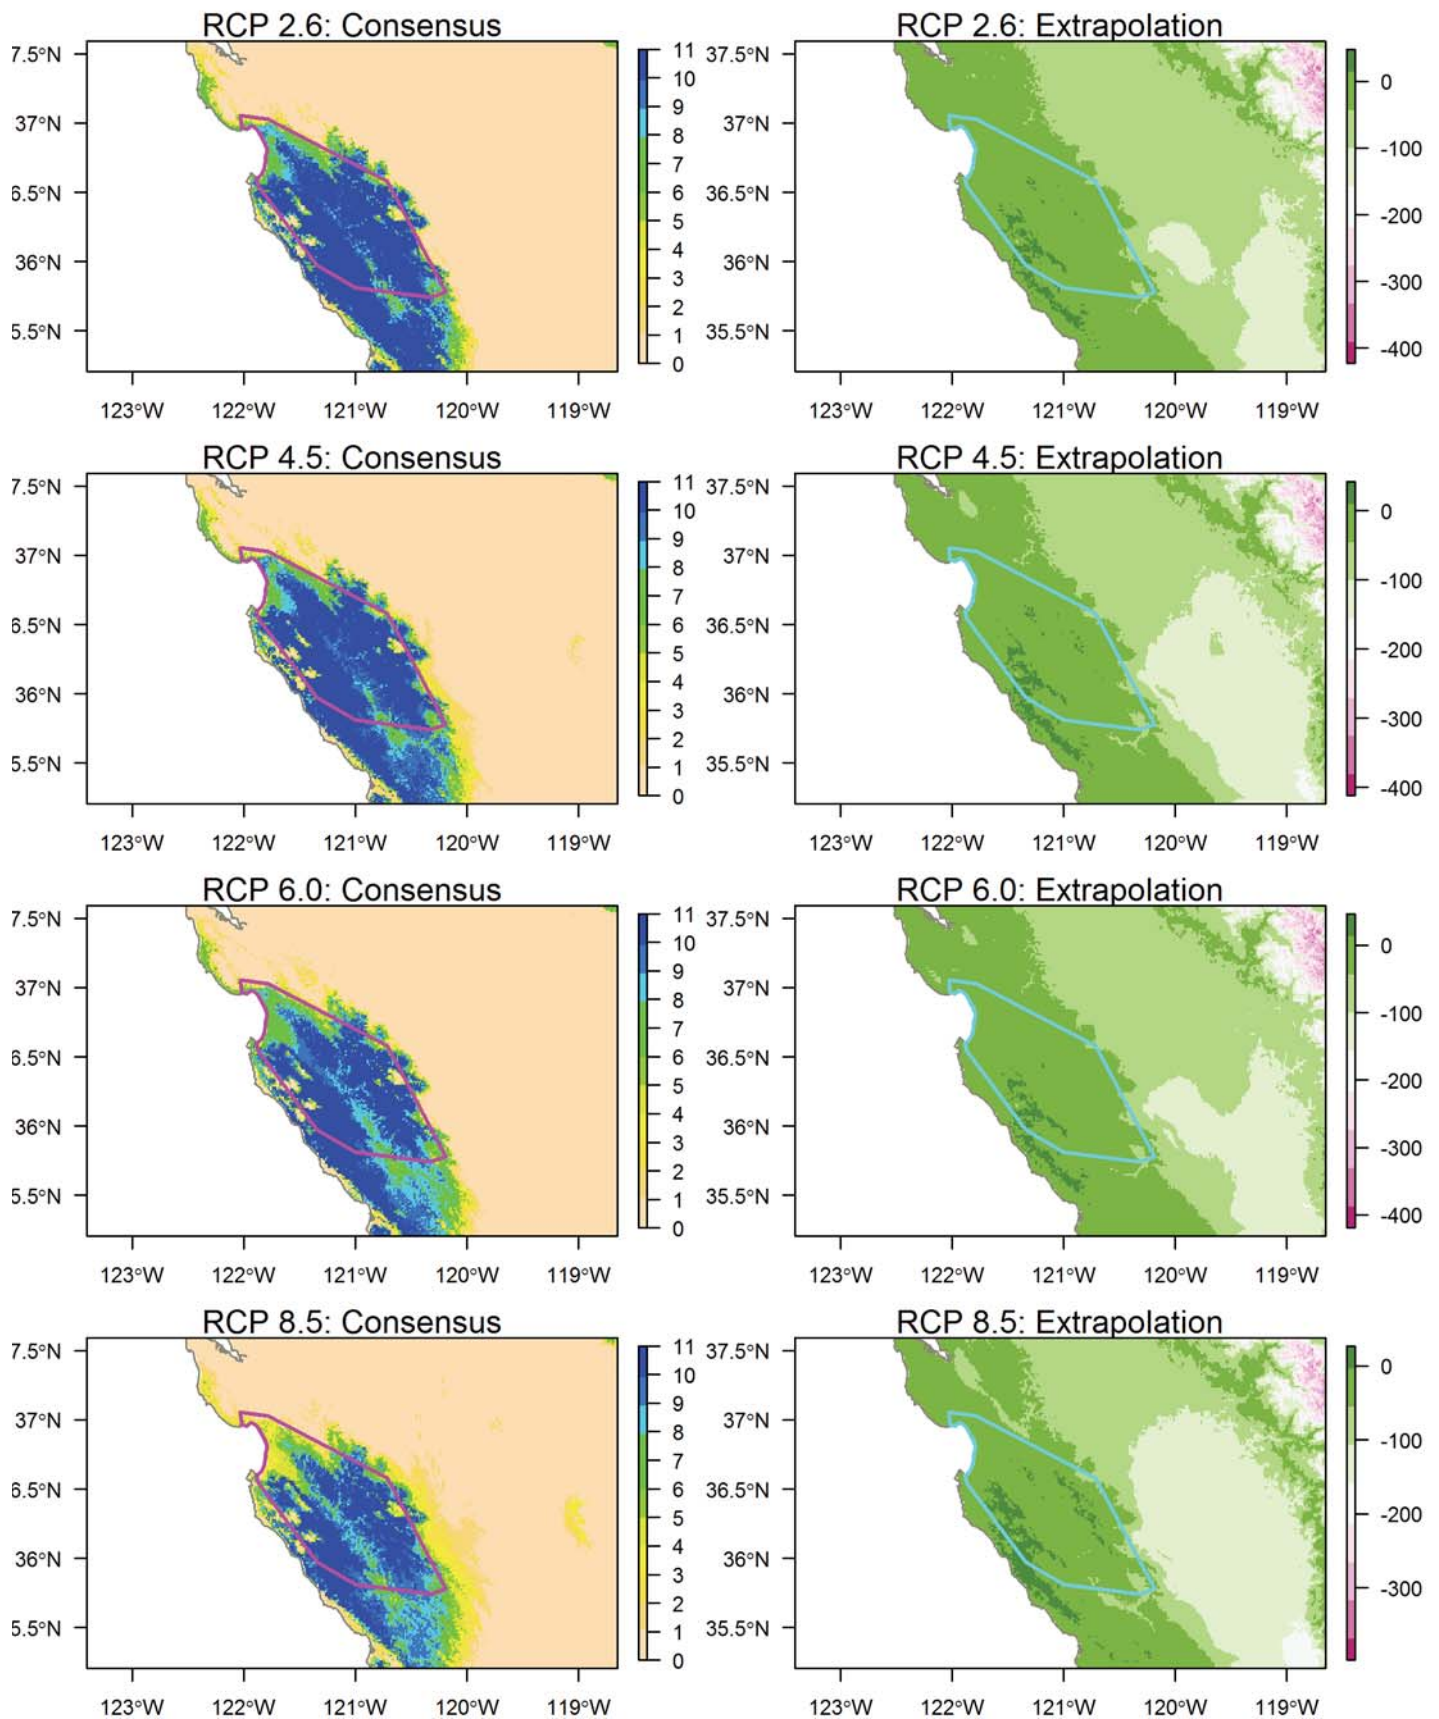 RCP 2.6: Consensus
7.5°N
37°N
6.5°N
36°N
5.5°N
123°W 122°W 121°W 120°W 119°W
11
10
9
8
7
6
5
4
3
2
1
0
RCP 2.6: Extrapolation
37.5°N
37°N
36.5°N
36°N
35.5°N
123°W 122°W 121°W 120°W 119°W
0
-100
-200
-300
-400
RCP 4.5: Consensus
7.5°N
37°N
6.5°N
36°N
5.5°N
123°W 122°W 121°W 120°W 119°W
11
10
9
8
7
6
5
4
3
2
1
0
RCP 4.5: Extrapolation
37.5°N
37°N
36.5°N
36°N
35.5°N
123°W 122°W 121°W 120°W 119°W
0
-100
-200
-300
-400
RCP 6.0: Consensus
7.5°N
37°N
6.5°N
36°N
5.5°N
123°W 122°W 121°W 120°W 119°W
11
10
9
8
7
6
5
4
3
2
1
0
RCP 6.0: Extrapolation
37.5°N
37°N
36.5°N
36°N
35.5°N
123°W 122°W 121°W 120°W 119°W
0
-100
-200
-300
-400
RCP 8.5: Consensus
7.5°N
37°N
6.5°N
36°N
5.5°N
123°W 122°W 121°W 120°W 119°W
11
10
9
8
7
6
5
4
3
2
1
0
RCP 8.5: Extrapolation
37.5°N
37°N
36.5°N
36°N
35.5°N
123°W 122°W 121°W 120°W 119°W
0
-100
-200
-300